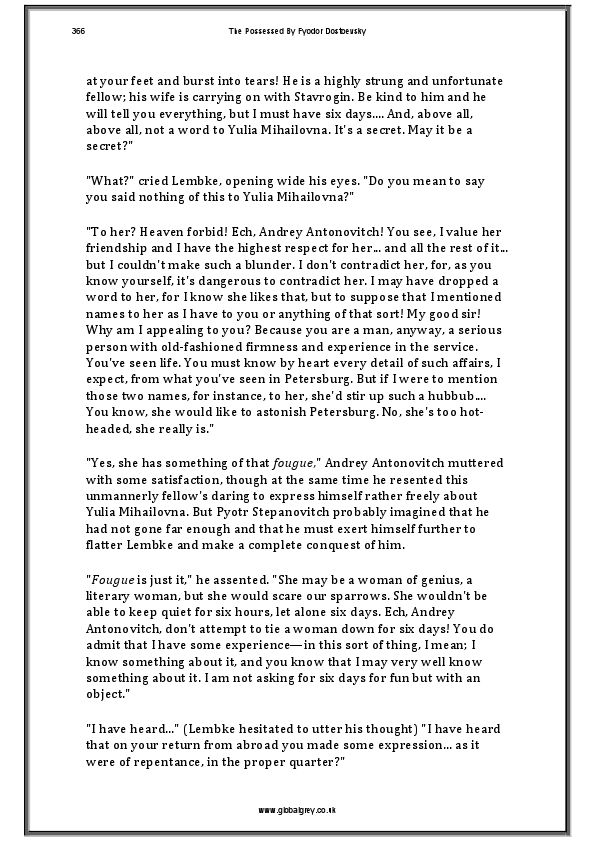 366
The Possessed By Fyodor Dostoevsky
at your feet and burst into tears! He is a highly strung and unfortunate
fellow; his wife is carrying on with Stavrogin. Be kind to him and he
will tell you everything, but I must have six days.... And, above all,
above all, not a word to Yulia Mihailovna. It's a secret. May it be a
secret?"
"What?" cried Lembke, opening wide his eyes. "Do you mean to say
you said nothing of this to Yulia Mihailovna?"
"To her? Heaven forbid! Ech, Andrey Antonovitch! You see, I value her
friendship and I have the highest respect for her... and all the rest of it...
but I couldn't make such a blunder. I don't contradict her, for, as you
know yourself, it's dangerous to contradict her. I may have dropped a
word to her, for I know she likes that, but to suppose that I mentioned
names to her as I have to you or anything of that sort! My good sir!
Why am I appealing to you? Because you are a man, anyway, a serious
person with old-fashioned firmness and experience in the service.
You've seen life. You must know by heart every detail of such affairs, I
expect, from what you've seen in Petersburg. But if I were to mention
those two names, for instance, to her, she'd stir up such a hubbub....
You know, she would like to astonish Petersburg. No, she's too hot-
headed, she really is."
"Yes, she has something of that fougue," Andrey Antonovitch muttered
with some satisfaction, though at the same time he resented this
unmannerly fellow's daring to express himself rather freely about
Yulia Mihailovna. But Pyotr Stepanovitch probably imagined that he
had not gone far enough and that he must exert himself further to
flatter Lembke and make a complete conquest of him.
"Fougue is just it," he assented. "She may be a woman of genius, a
literary woman, but she would scare our sparrows. She wouldn't be
able to keep quiet for six hours, let alone six days. Ech, Andrey
Antonovitch, don't attempt to tie a woman down for six days! You do
admit that I have some experience—in this sort of thing, I mean; I
know something about it, and you know that I may very well know
something about it. I am not asking for six days for fun but with an
object."
"I have heard..." (Lembke hesitated to utter his thought) "I have heard
that on your return from abroad you made some expression... as it
were of repentance, in the proper quarter?"
www.globalgrey.co.uk